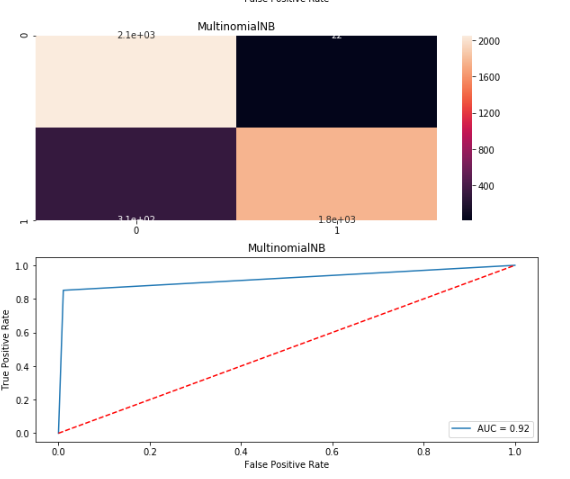 False Positive Rate
MultinomialNB
0
2.1e+03
2000
1600
1200
800
400
3.1e+02
1.8e+03
1
0
1
MultinomialNB
1.0
0.8
0.6
0.4
0.2
0.0
True Positive Rate
AUC = 0.92
0.0
0.2
0.4
0.6
0.8
1.0
False Positive Rate